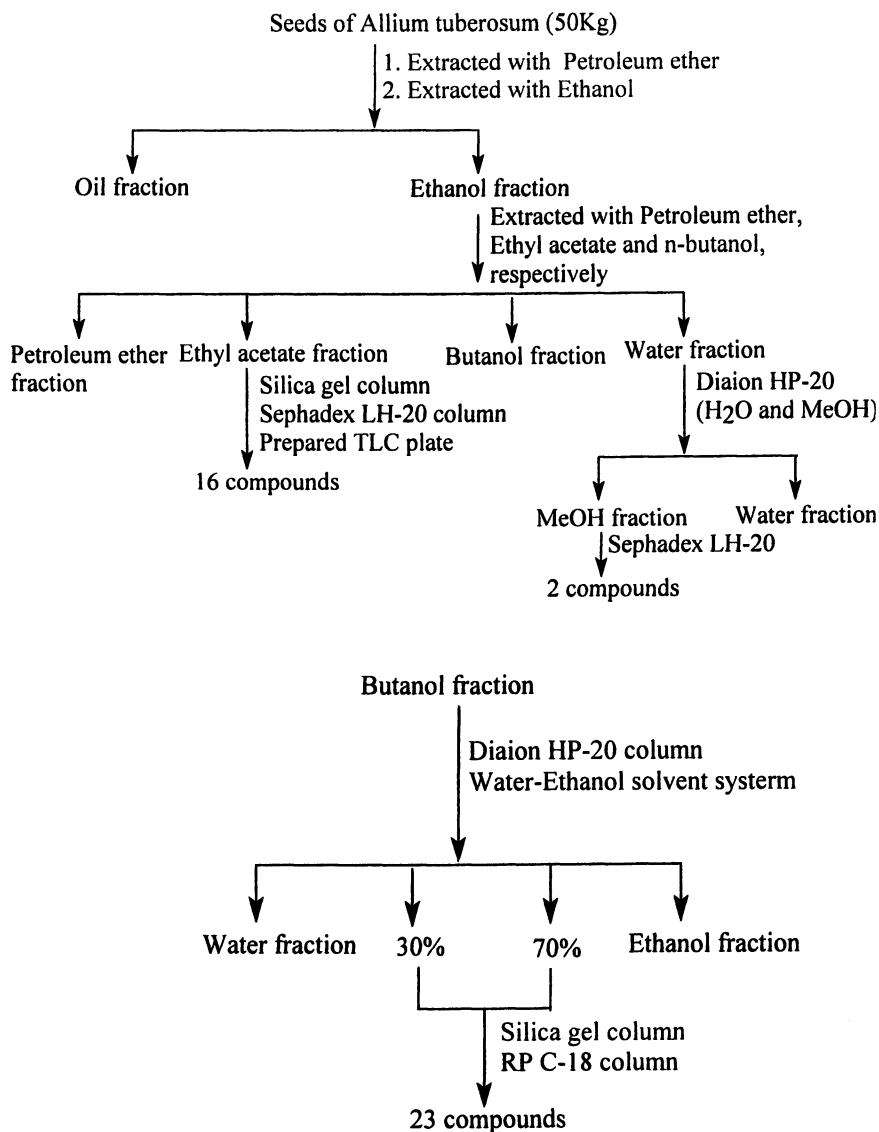 Seeds of Allium tuberosum (50Kg)
1. Extracted with Petroleum ether
2. Extracted with Ethanol
Oil fraction
Ethanol fraction
Extracted with Petroleum ether,
Ethyl acetate and n-butanol,
respectively
Petroleum ether
fraction
Ethyl acetate fraction
Butanol fraction
Water fraction
Silica gel column
Sephadex LH-20 column
Prepared TLC plate
Diaion HP-20
(H2O and MeOH)
16 compounds
MeOH fraction
Water fraction
Sephadex LH-20
2 compounds
Butanol fraction
Diaion HP-20 column
Water-Ethanol solvent systerm
Water fraction
30%
70%
Ethanol fraction
Silica gel column
RP C-18 column
23 compounds